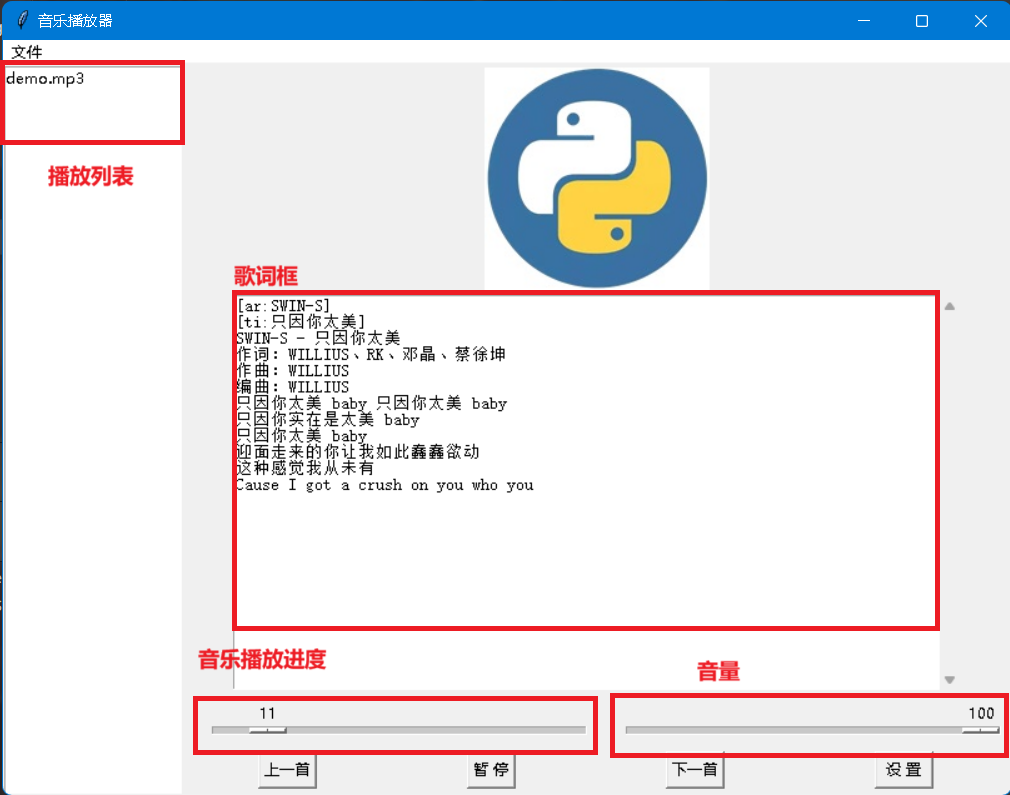 音乐播放器
文件
demo.mp3
播放列表
歌词框
[ar:SWIN-S]
[ti:只因你太美]
SWIN-S - 只因你太美
作词：WILLIUS、RK、邓晶、蔡徐坤
作曲：WILLIUS
编曲：WILLIUS
只因你太美 baby 只因你太美 baby
只因你实在是太美 baby
只因你太美 baby
迎面走来的你让我如此蠢蠢欲动
这种感觉我从未有
Cause I got a crush on you who you
音乐播放进度
音量
11
100
上一首
暂停
下一首
设置